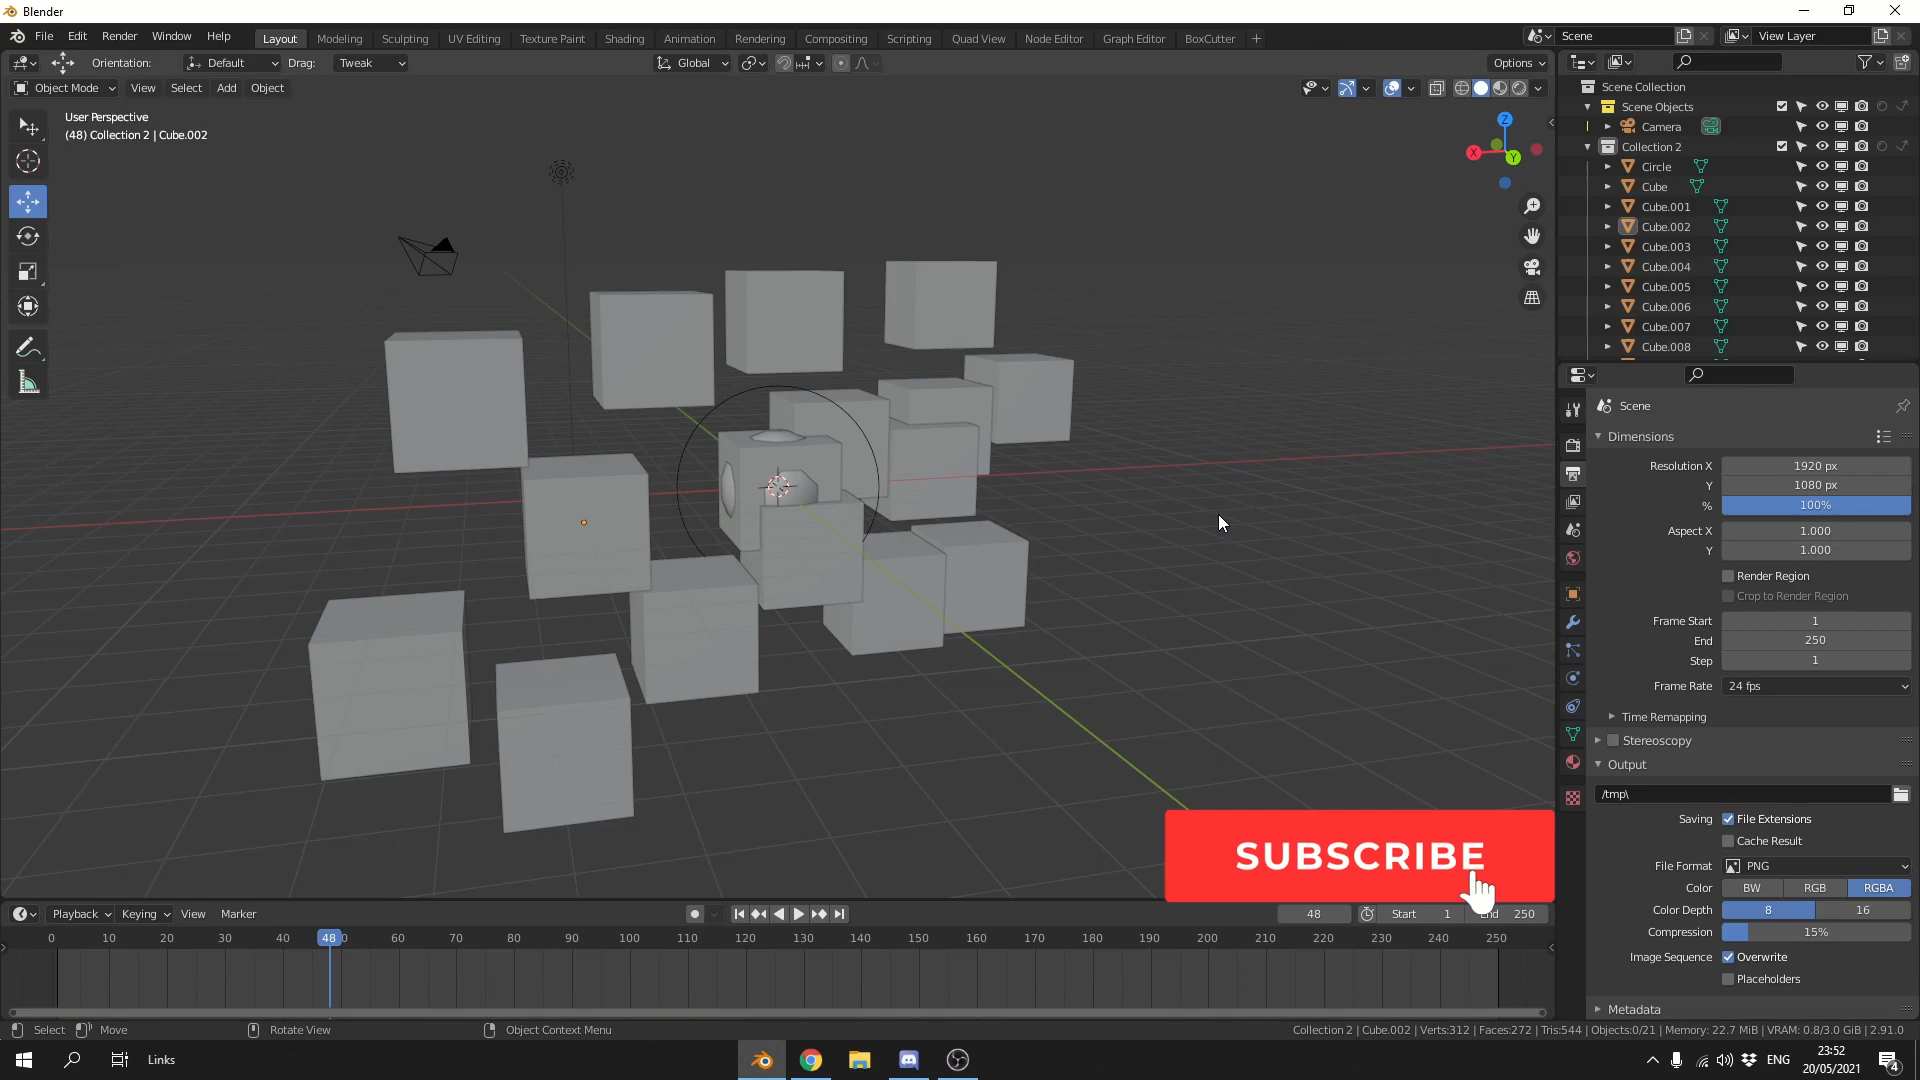 Blender
File Edit Render Window Help Layout Modeling Sculpting UV Editing Texture Paint Shading Animation Rendering Compositing Scripting Quad View Node Editor Graph Editor BoxCutter + Scene View Layer
Orientation: Default Drag: Tweak Global Options
Object Mode View Select Add Object
User Perspective
(48) Collection 2 | Cube.002
Z
X
Y
Scene Collection
Scene Objects
Camera
Collection 2
Circle
Cube
Cube.001
Cube.002
Cube.003
Cube.004
Cube.005
Cube.006
Cube.007
Cube.008
Scene
Dimensions
Resolution X 1920 px
Y 1080 px
% 100%
Aspect X 1.000
Y 1.000
Render Region
Crop to Render Region
Frame Start 1
End 250
Step 1
Frame Rate 24 fps
Time Remapping
Stereoscopy
Output
/tmp\
Saving File Extensions
Cache Result
File Format PNG
Color BW RGB RGBA
Color Depth 8 16
Compression 15%
Image Sequence Overwrite
Placeholders
Metadata
SUBSCRIBE
Playback Keying View Marker 48 Start 1 End 250
0 10 20 30 40 48 0 60 70 80 90 100 110 120 130 140 150 160 170 180 190 200 210 220 230 240 250
Select Move Rotate View Object Context Menu Collection 2 | Cube.002 | Verts:312 | Faces:272 | Tris:544 | Objects:0/21 | Memory: 22.7 MiB | VRAM: 0.8/3.0 GiB | 2.91.0
Links ENG 23:52
20/05/2021 4